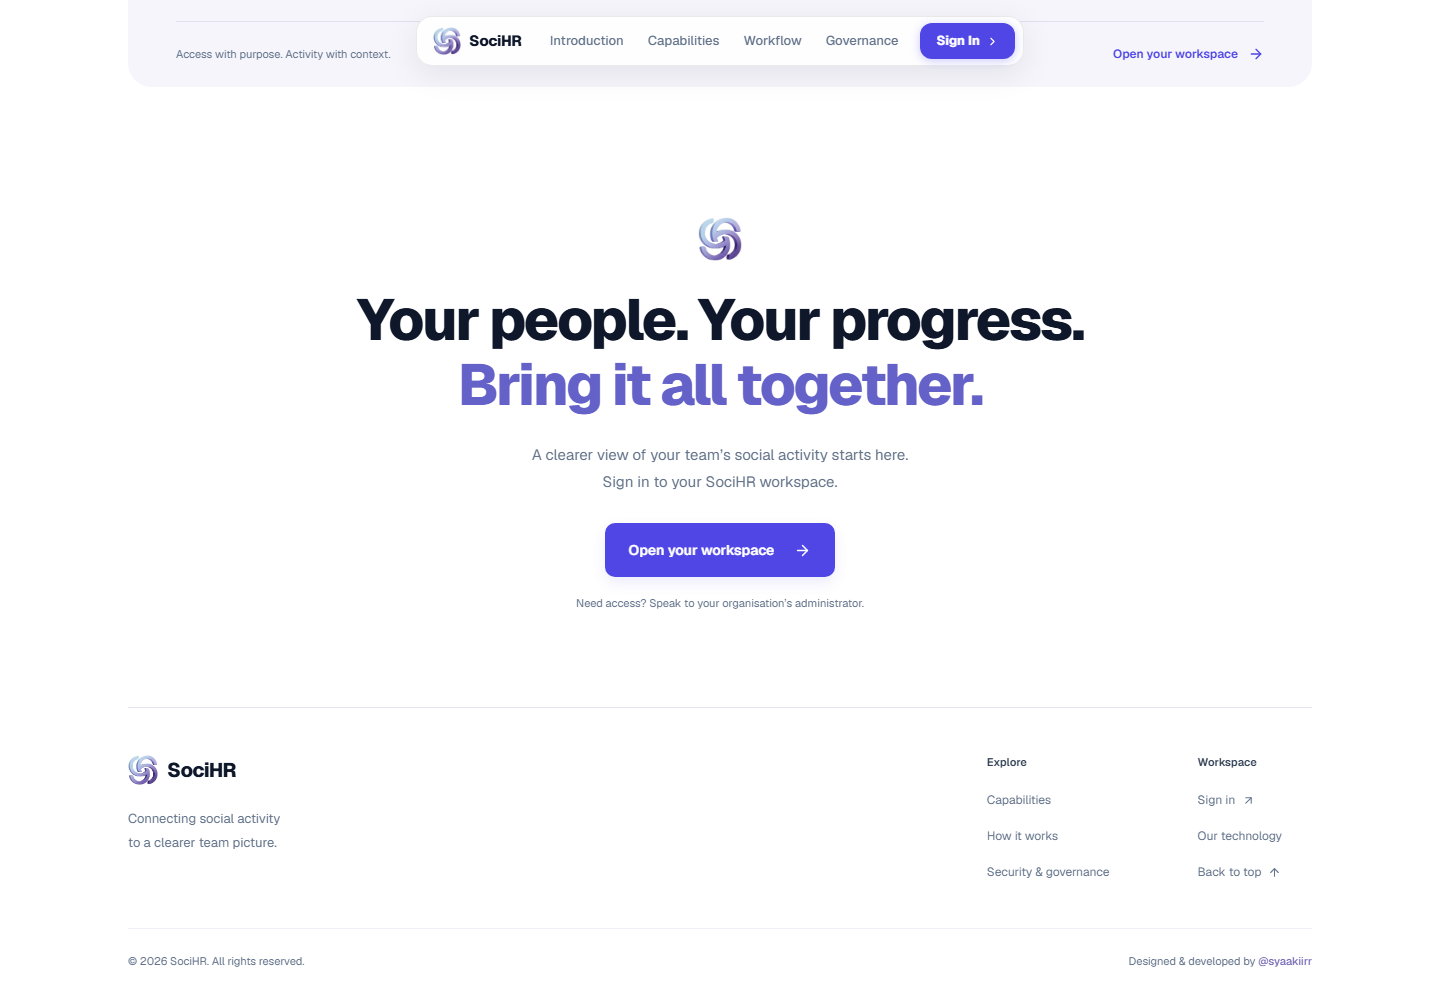 SociHR
Introduction
Capabilities
Workflow
Governance
Sign In
Access with purpose. Activity with context.
Open your workspace
Your people. Your progress.
Bring it all together.
A clearer view of your team’s social activity starts here.
Sign in to your SociHR workspace.
Open your workspace
Need access? Speak to your organisation’s administrator.
SociHR
Connecting social activity
to a clearer team picture.
Explore
Capabilities
How it works
Security & governance
Workspace
Sign in
Our technology
Back to top
© 2026 SociHR. All rights reserved.
Designed & developed by @syaakiirr